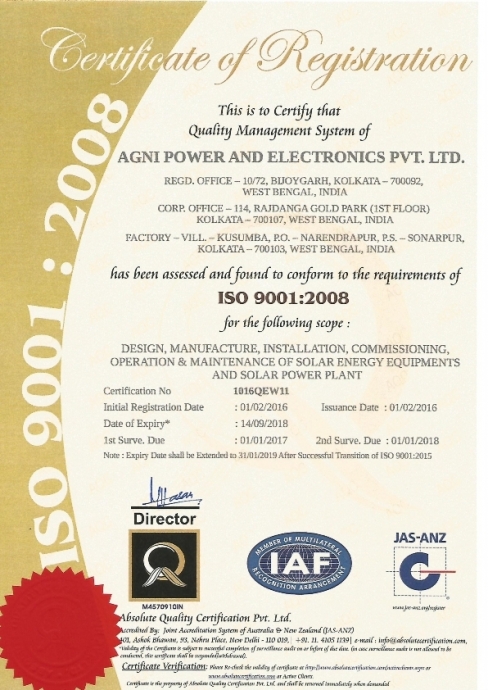 Certificate of Registration
ISO 9001 : 2008
This is to Certify that
Quality Management System of
AGNI POWER AND ELECTRONICS PVT. LTD.
REGD. OFFICE – 10/72, BIJOYGARH, KOLKATA – 700092,
WEST BENGAL, INDIA
CORP. OFFICE – 114, RAJDANGA GOLD PARK (1ST FLOOR)
KOLKATA – 700107, WEST BENGAL, INDIA
FACTORY – VILL. – KUSUMBA, P.O. – NARENDRAPUR, P.S. – SONARPUR,
KOLKATA – 700103, WEST BENGAL, INDIA
has been assessed and found to conform to the requirements of
ISO 9001:2008
for the following scope :
DESIGN, MANUFACTURE, INSTALLATION, COMMISSIONING,
OPERATION & MAINTENANCE OF SOLAR ENERGY EQUIPMENTS
AND SOLAR POWER PLANT
Certification No : 1016QEW11
Initial Registration Date : 01/02/2016 Issuance Date : 01/02/2016
Date of Expiry* : 14/09/2018
1st Surve. Due : 01/01/2017 2nd Surve. Due : 01/01/2018
Note : Expiry Date shall be Extended to 31/01/2019 After Successful Transition of ISO 9001:2015
Director
MEMBER OF MULTILATERAL
IAF
RECOGNITION ARRANGEMENT
JAS-ANZ
M4570910IN
www.jas-anz.org/register
Absolute Quality Certification Pvt. Ltd.
Accredited By: Joint Accreditation System of Australia & New Zealand (JAS-ANZ)
401, Ashok Bhawan, 93, Nehru Place, New Delhi - 110 019, +91. 11. 4105 1139| e-mail : info@absolutecertification.com,
*Validity of the Certificate is subject to successful completion of surveillance audit on or before of due date. (in case surveillance audit is not allowed to be
conducted, this certificate shall be suspended/withdrawal).
Certificate Verification: Please Re-check the validity of certificate at
www.absolutecertification.com at Active Clients
Certificate is the property of Absolute Quality Certification Pvt. Ltd. and shall be returned immediately when demanded